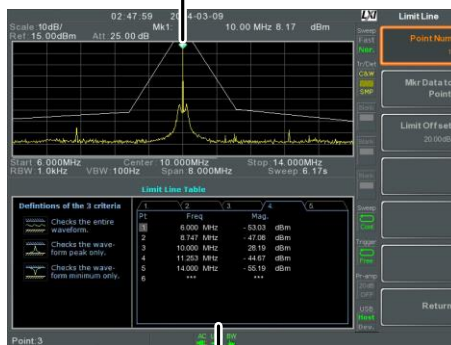 02:47:59 2014-03-09
Scale:10dB/ Mk1: 10.00 MHz 8.17 dBm
Ref:15.00dBm Att:25.00 dB
Start 6.000MHz Center 10.000MHz Stop 14.000MHz
RBW 1.0kHz VBW 100Hz Span 8.000MHz Sweep 6.17s
Limit Line Table
Defintions of the 3 criteria
Checks the entire
waveform.
Checks the wave-
form peak only.
Checks the wave-
form minimum only.
1 2 3 4 5
Pt Freq Mag.
1 6.000 MHz - 53.03 dBm
2 8.747 MHz - 47.08 dBm
3 10.000 MHz 28.19 dBm
4 11.253 MHz - 44.67 dBm
5 14.000 MHz - 55.19 dBm
6 *** ***
Point:3
AC BW
LXI
Sweep
Fast
Nor.
Tr/Det
C&W
SMP
Sweep
Cont
Trigger
Free
Pr-amp
20dB
OFF
USB
Host
Dev.
Limit Line
Point Num
Mkr Data to
Point
Limit Offset
20.00dB
Return